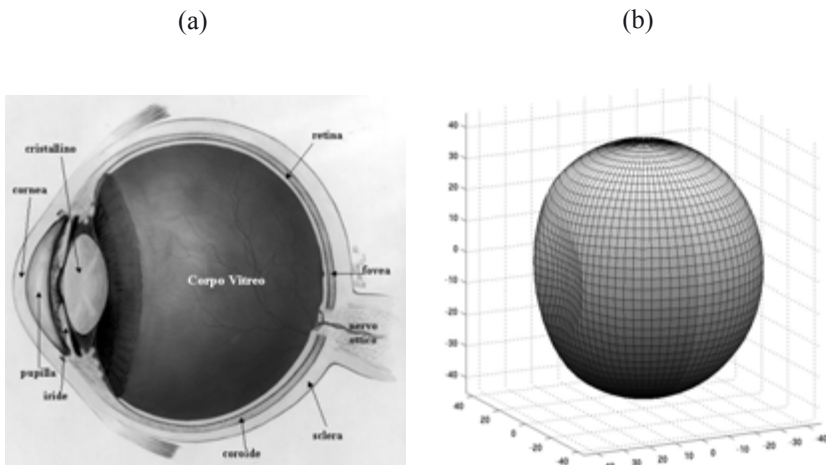 (a)
(b)
retina
cristallino
cornea
fovea
Corpo Vitreo
nervo
ottico
pupilla
iride
sclera
coroide
40
30
20
10
0
-10
-20
-30
-40
40
20
0
-20
-40
40
30
20
10
0
-10
-20
-30
-40